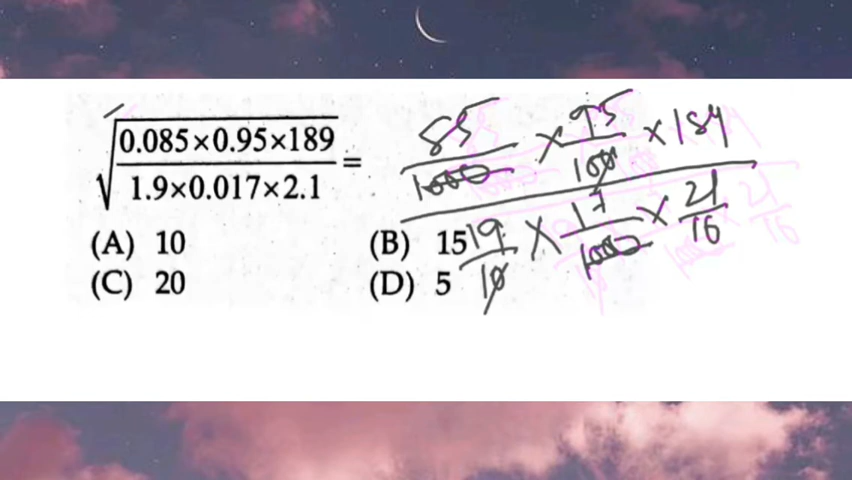 √(0.085×0.95×189 / 1.9×0.017×2.1) =
(A) 10
(B) 15
(C) 20
(D) 5
85/1000 × 95/100 × 189
19/10 × 17/1000 × 21/10